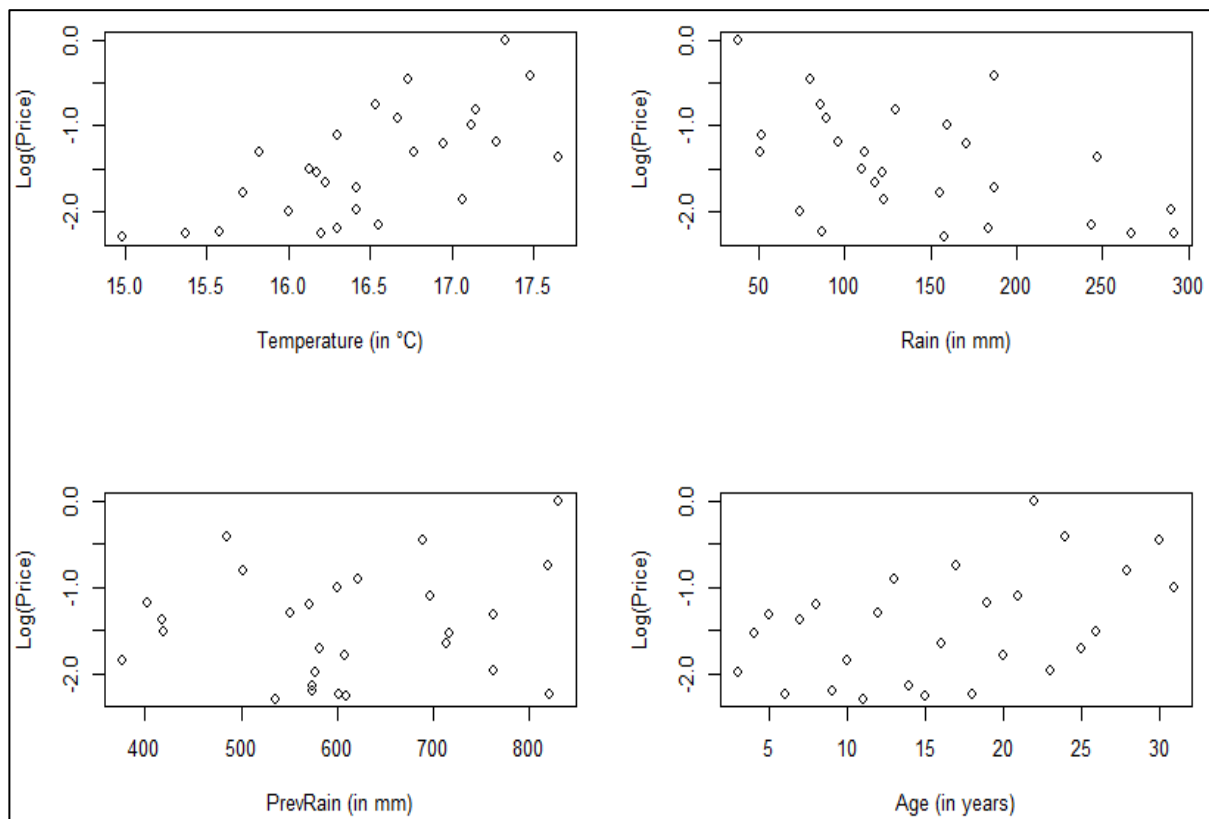 Log(Price)
0.0
-1.0
-2.0
15.0 15.5 16.0 16.5 17.0 17.5
Temperature (in °C)
Log(Price)
0.0
-1.0
-2.0
50 100 150 200 250 300
Rain (in mm)
Log(Price)
0.0
-1.0
-2.0
400 500 600 700 800
PrevRain (in mm)
Log(Price)
0.0
-1.0
-2.0
5 10 15 20 25 30
Age (in years)